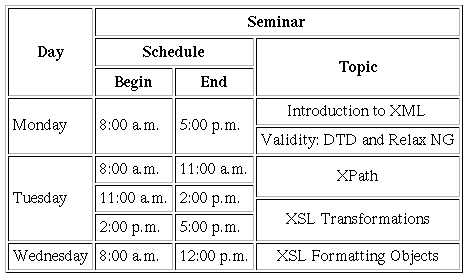 Seminar
Day
Schedule
Topic
Begin
End
Monday
8:00 a.m.
5:00 p.m.
Introduction to XML
Validity: DTD and Relax NG
Tuesday
8:00 a.m.
11:00 a.m.
XPath
11:00 a.m.
2:00 p.m.
XSL Transformations
2:00 p.m.
5:00 p.m.
Wednesday
8:00 a.m.
12:00 p.m.
XSL Formatting Objects